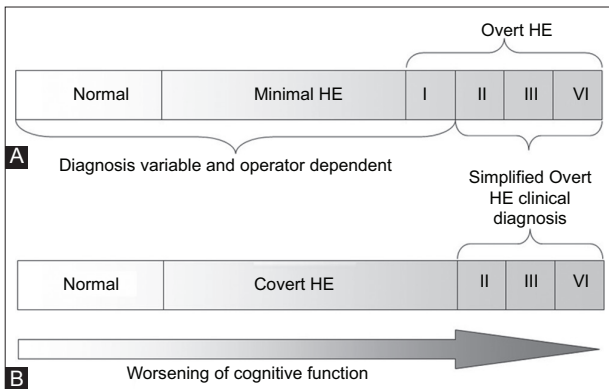 Overt HE
Normal Minimal HE I II III VI
A
Diagnosis variable and operator dependent
Simplified Overt
HE clinical
diagnosis
Normal Covert HE II III VI
B
Worsening of cognitive function